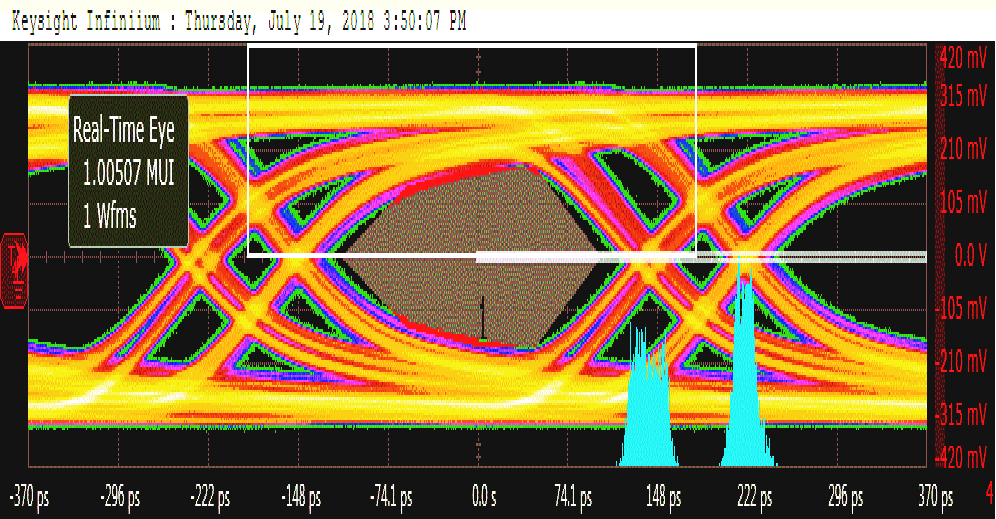 Keysight Infiniium : Thursday, July 19, 2018 3:50:07 PM
420 mV
315 mV
Real-Time Eye
1.00507 MUI
1 Wfms
210 mV
105 mV
0.0 V
-105 mV
-210 mV
-315 mV
-420 mV
1
-370 ps -296 ps -222 ps -148 ps -74.1 ps 0.0 s 74.1 ps 148 ps 222 ps 296 ps 370 ps
4